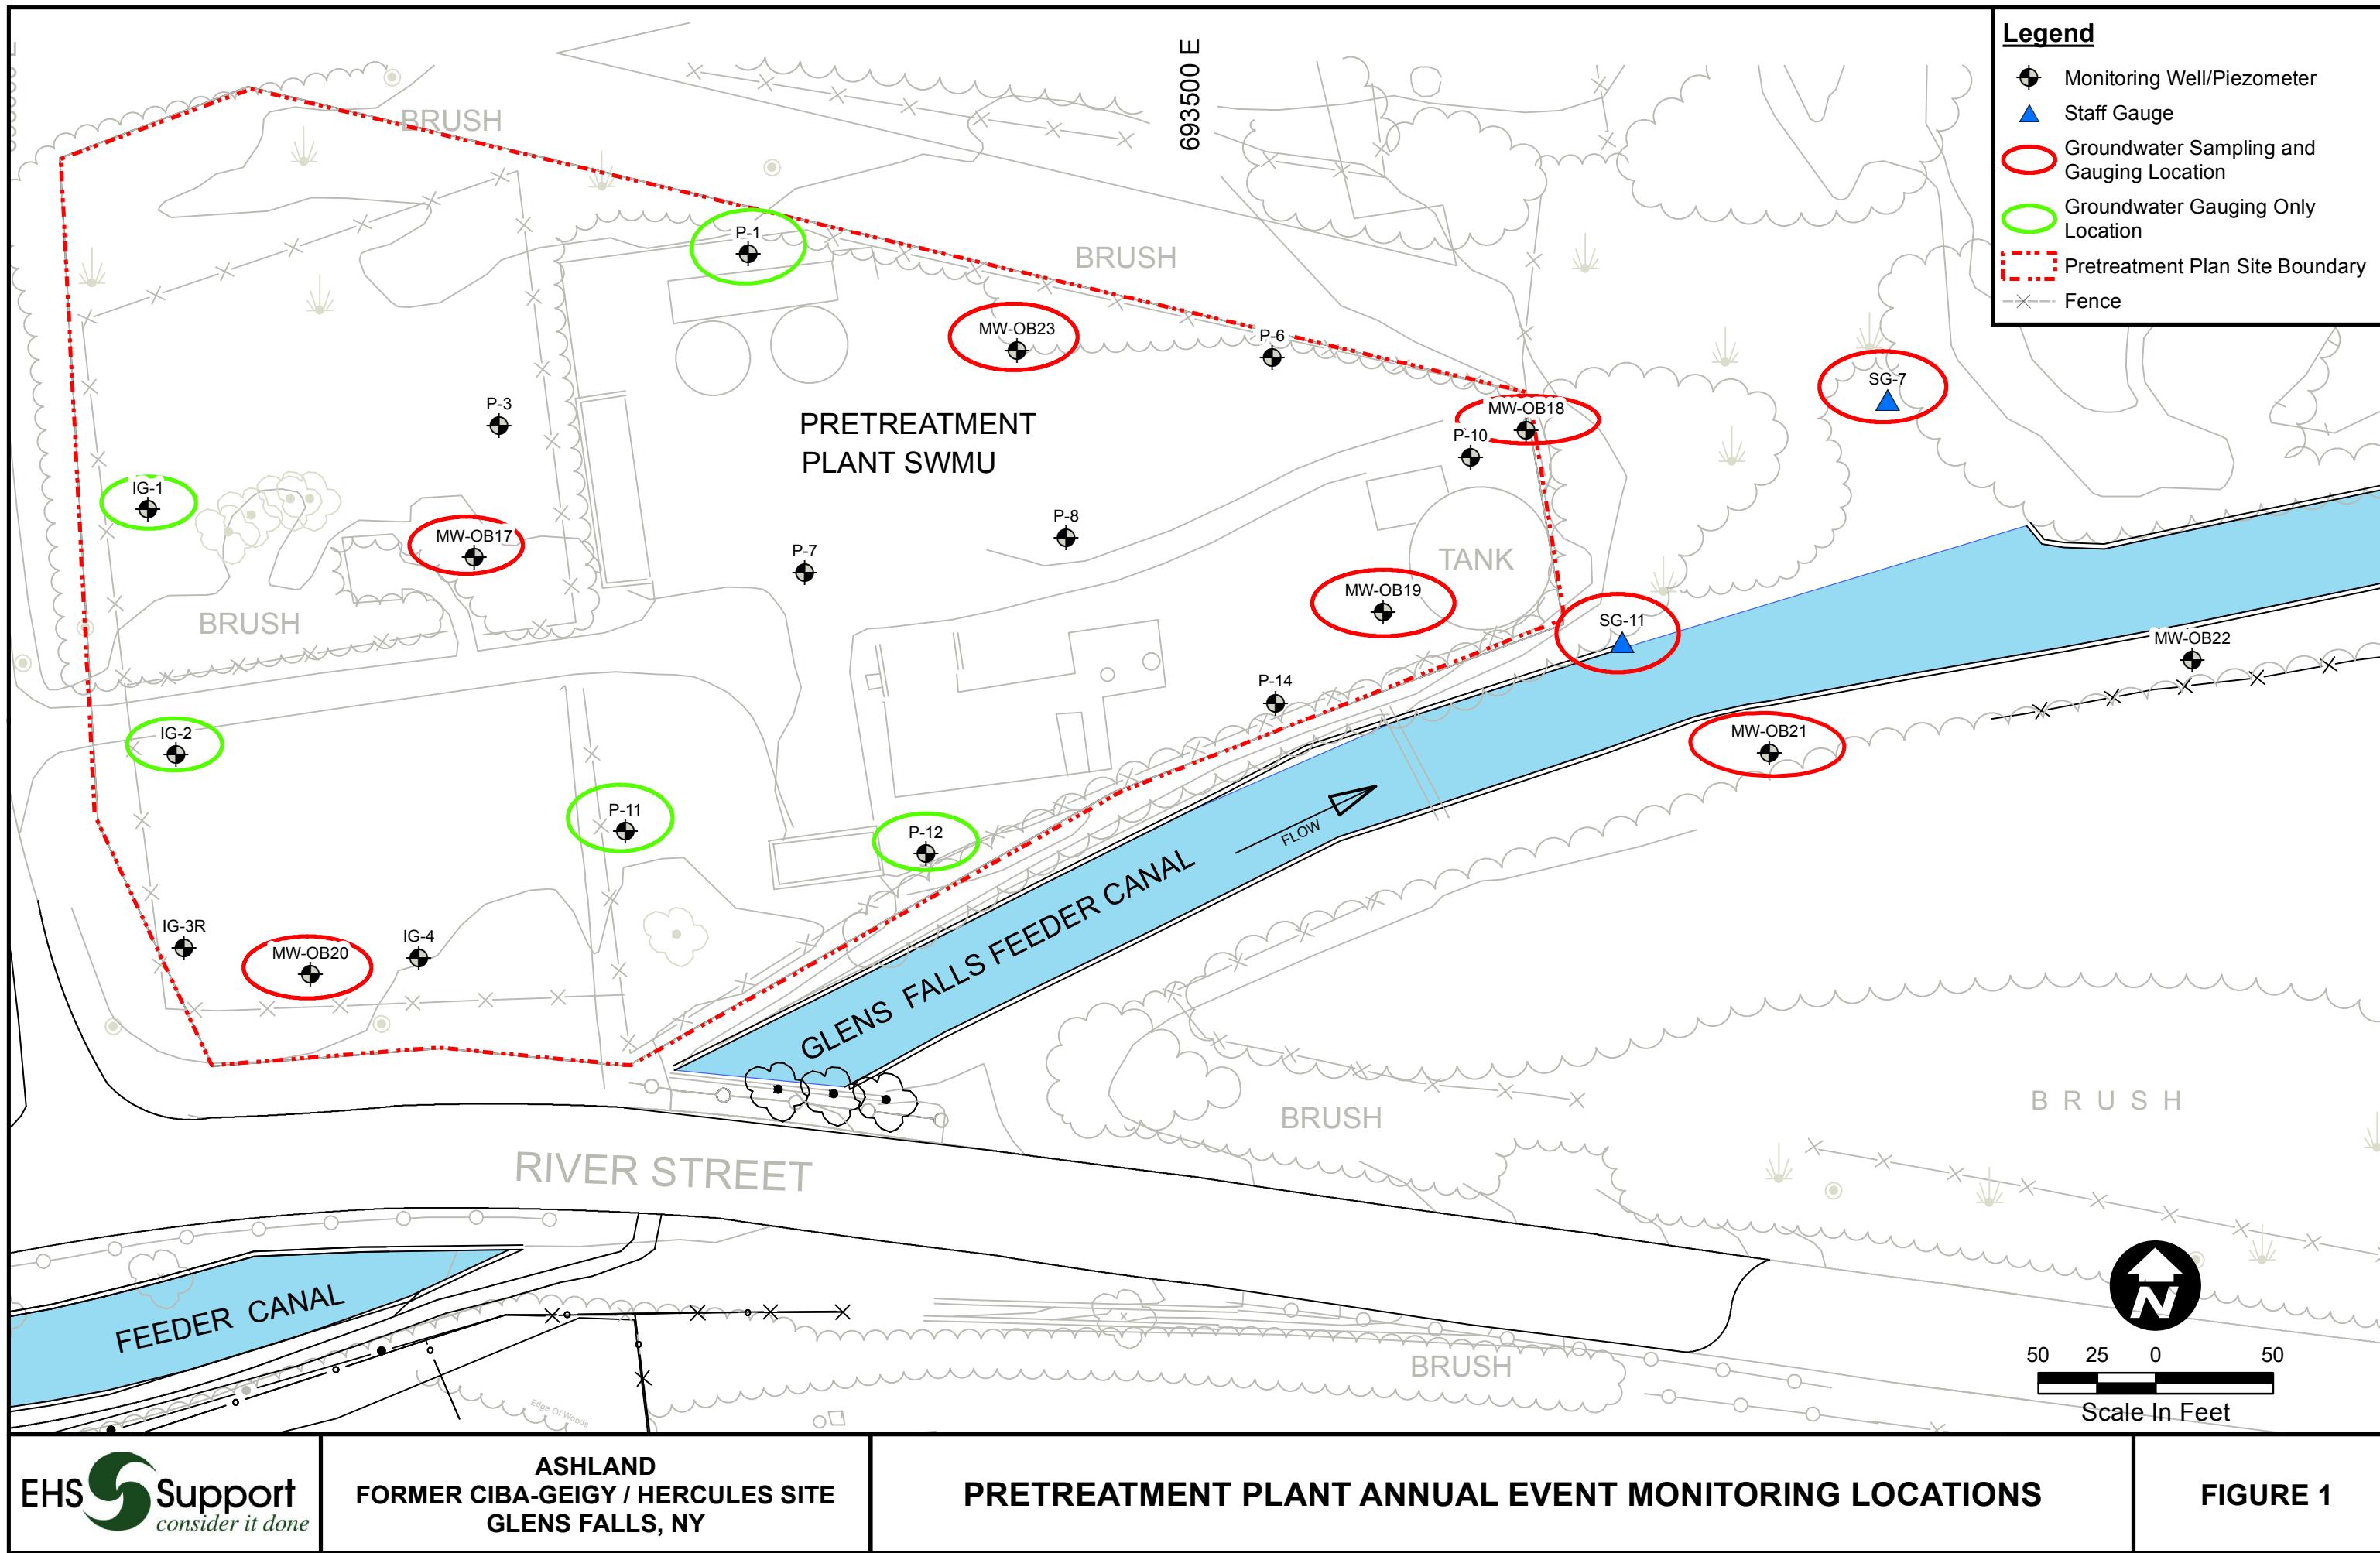 693500 E
Legend
Monitoring Well/Piezometer
Staff Gauge
Groundwater Sampling and
Gauging Location
Groundwater Gauging Only
Location
Pretreatment Plan Site Boundary
Fence
BRUSH
P-1
BRUSH
MW-OB23
P-6
SG-7
P-3
MW-OB18
PRETREATMENT
PLANT SWMU
P-10
IG-1
MW-OB17
P-8
P-7
TANK
MW-OB19
BRUSH
SG-11
MW-OB22
P-14
IG-2
MW-OB21
P-11
P-12
FLOW
GLENS FALLS FEEDER CANAL
IG-3R
MW-OB20
IG-4
BRUSH
BRUSH
RIVER STREET
FEEDER CANAL
BRUSH
Edge Of Woods
N
50 25 0 50
Scale In Feet
EHS Support
consider it done
ASHLAND
FORMER CIBA-GEIGY / HERCULES SITE
GLENS FALLS, NY
PRETREATMENT PLANT ANNUAL EVENT MONITORING LOCATIONS
FIGURE 1